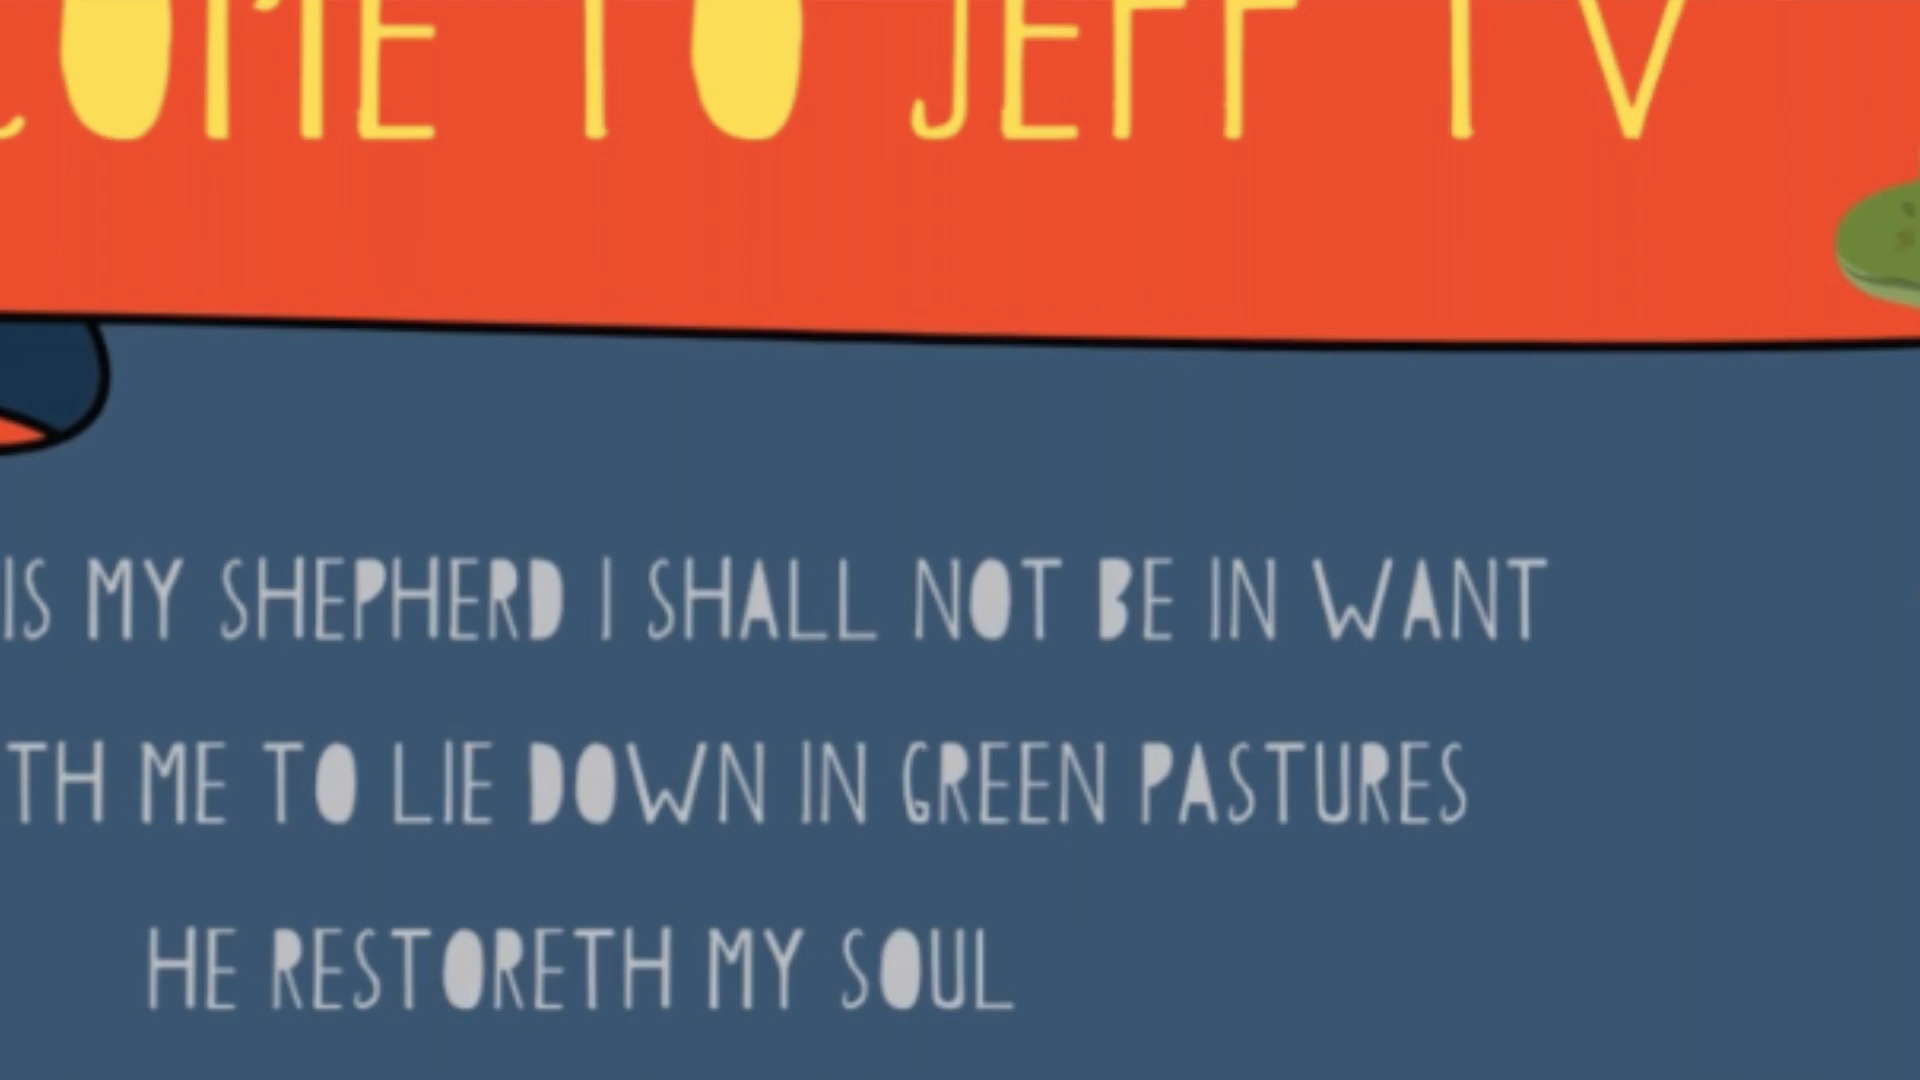 COME TO JEFF TV
IS MY SHEPHERD I SHALL NOT BE IN WANT
TH ME TO LIE DOWN IN GREEN PASTURES
HE RESTORETH MY SOUL